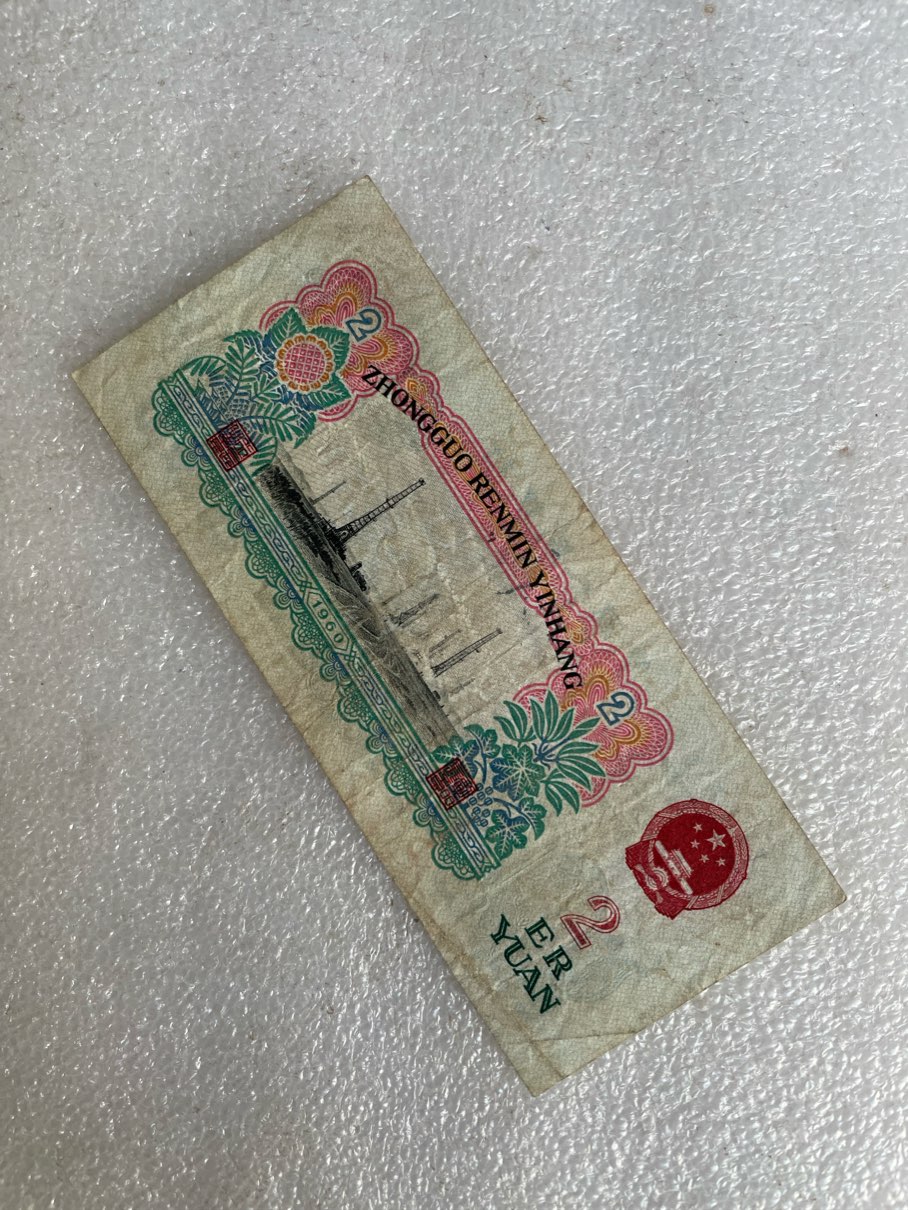 ZHONGGUO RENMIN YINHANG
2
2
1960
2
ER
YUAN